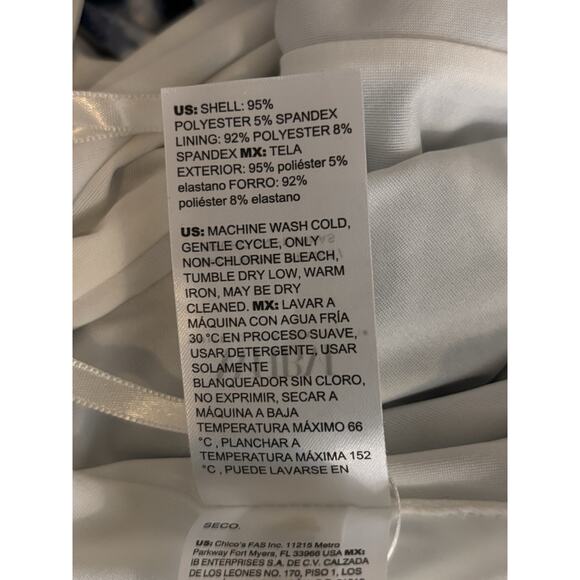 US: SHELL: 95%
POLYESTER 5% SPANDEX
LINING: 92% POLYESTER 8%
SPANDEX MX: TELA
EXTERIOR: 95% poliéster 5%
elastano FORRO: 92%
poliéster 8% elastano
US: MACHINE WASH COLD,
GENTLE CYCLE, ONLY
NON-CHLORINE BLEACH,
TUMBLE DRY LOW, WARM
IRON, MAY BE DRY
CLEANED. MX: LAVAR A
MÁQUINA CON AGUA FRÍA
30 °C EN PROCESO SUAVE,
USAR DETERGENTE, USAR
SOLAMENTE
BLANQUEADOR SIN CLORO,
NO EXPRIMIR, SECAR A
MÁQUINA A BAJA
TEMPERATURA MÁXIMO 66
°C , PLANCHAR A
TEMPERATURA MÁXIMA 152
°C , PUEDE LAVARSE EN
SECO.
US: Chico's FAS Inc. 11215 Metro
Parkway Fort Myers, FL 33966 USA MX:
IB EXPRESS S.A. DE C.V. CALZADA
DE LOS LEONES NO. 170, PISO 1, LOS